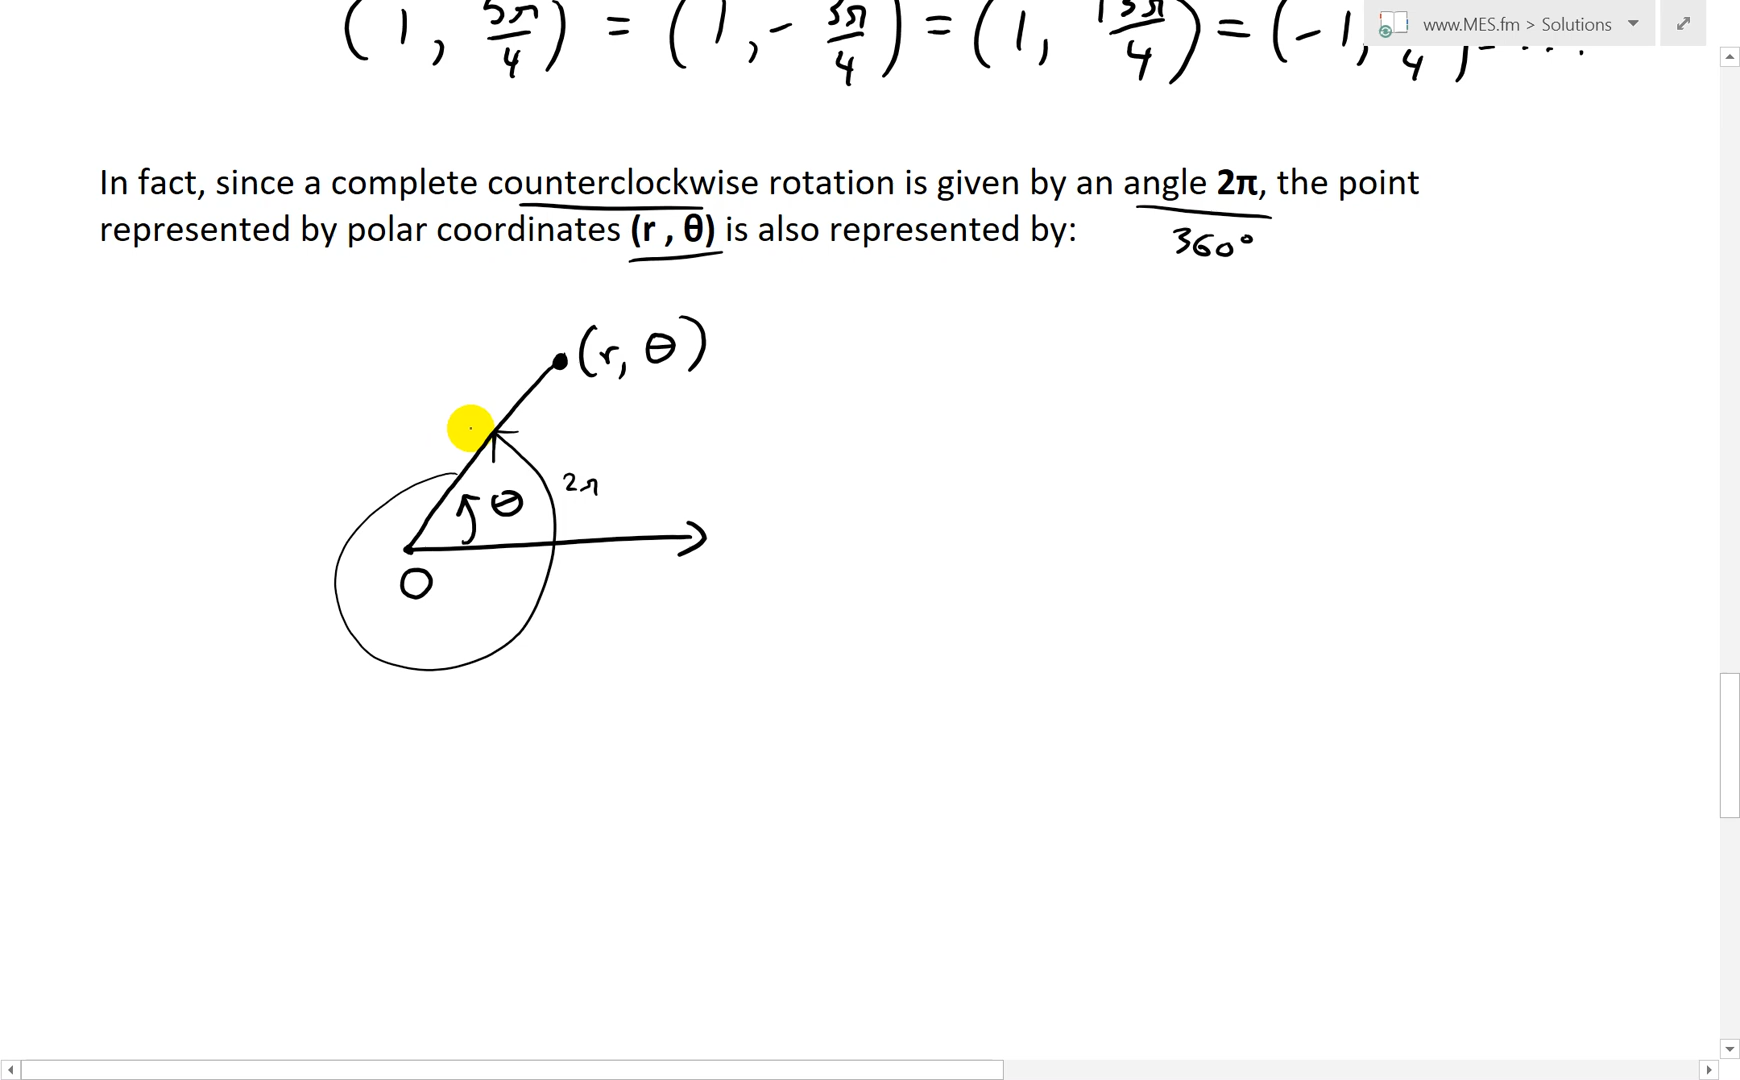 (1, 5π/4) = (1, - 3π/4) = (1, 13π/4) = (-1, /4) = ...
www.MES.fm > Solutions
In fact, since a complete counterclockwise rotation is given by an angle 2π, the point
represented by polar coordinates (r , θ) is also represented by:
360°
(r, θ)
2π
θ
O